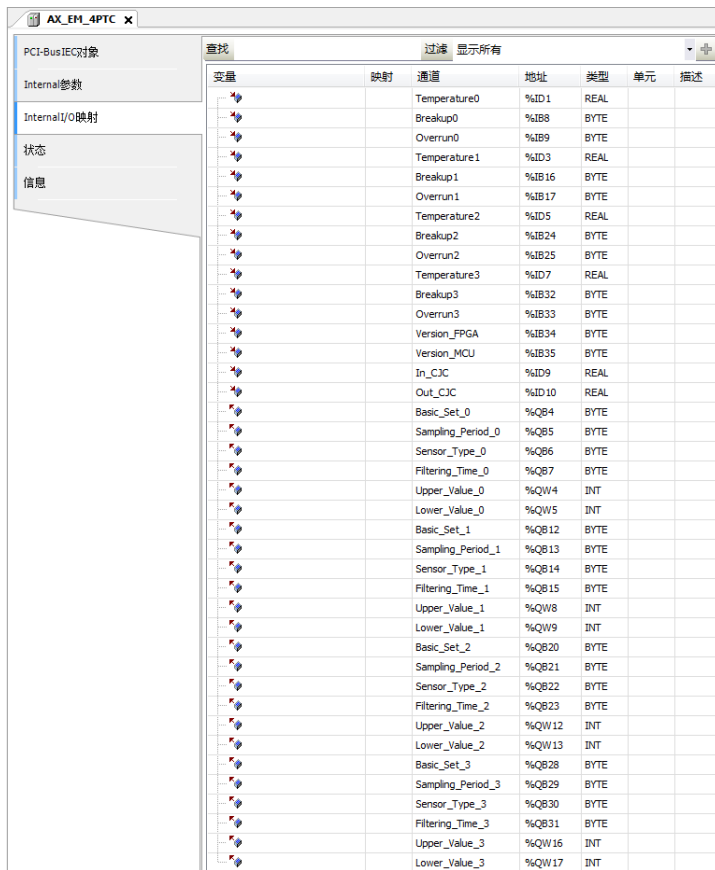 AX_EM_4PTC
PCI-BusIEC对象
Internal参数
InternalI/O映射
状态
信息
查找 过滤 显示所有
变量 映射 通道 地址 类型 单元 描述
Temperature0 %ID1 REAL
Breakup0 %IB8 BYTE
Overrun0 %IB9 BYTE
Temperature1 %ID3 REAL
Breakup1 %IB16 BYTE
Overrun1 %IB17 BYTE
Temperature2 %ID5 REAL
Breakup2 %IB24 BYTE
Overrun2 %IB25 BYTE
Temperature3 %ID7 REAL
Breakup3 %IB32 BYTE
Overrun3 %IB33 BYTE
Version_FPGA %IB34 BYTE
Version_MCU %IB35 BYTE
In_CJC %ID9 REAL
Out_CJC %ID10 REAL
Basic_Set_0 %QB4 BYTE
Sampling_Period_0 %QB5 BYTE
Sensor_Type_0 %QB6 BYTE
Filtering_Time_0 %QB7 BYTE
Upper_Value_0 %QW4 INT
Lower_Value_0 %QW5 INT
Basic_Set_1 %QB12 BYTE
Sampling_Period_1 %QB13 BYTE
Sensor_Type_1 %QB14 BYTE
Filtering_Time_1 %QB15 BYTE
Upper_Value_1 %QW8 INT
Lower_Value_1 %QW9 INT
Basic_Set_2 %QB20 BYTE
Sampling_Period_2 %QB21 BYTE
Sensor_Type_2 %QB22 BYTE
Filtering_Time_2 %QB23 BYTE
Upper_Value_2 %QW12 INT
Lower_Value_2 %QW13 INT
Basic_Set_3 %QB28 BYTE
Sampling_Period_3 %QB29 BYTE
Sensor_Type_3 %QB30 BYTE
Filtering_Time_3 %QB31 BYTE
Upper_Value_3 %QW16 INT
Lower_Value_3 %QW17 INT